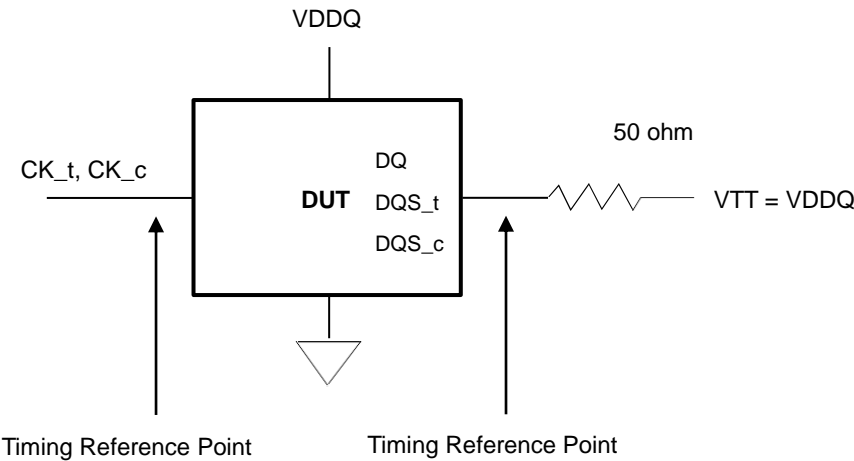 VDDQ
50 ohm
CK_t, CK_c
DQ
DUT
DQS_t
DQS_c
VTT = VDDQ
Timing Reference Point
Timing Reference Point